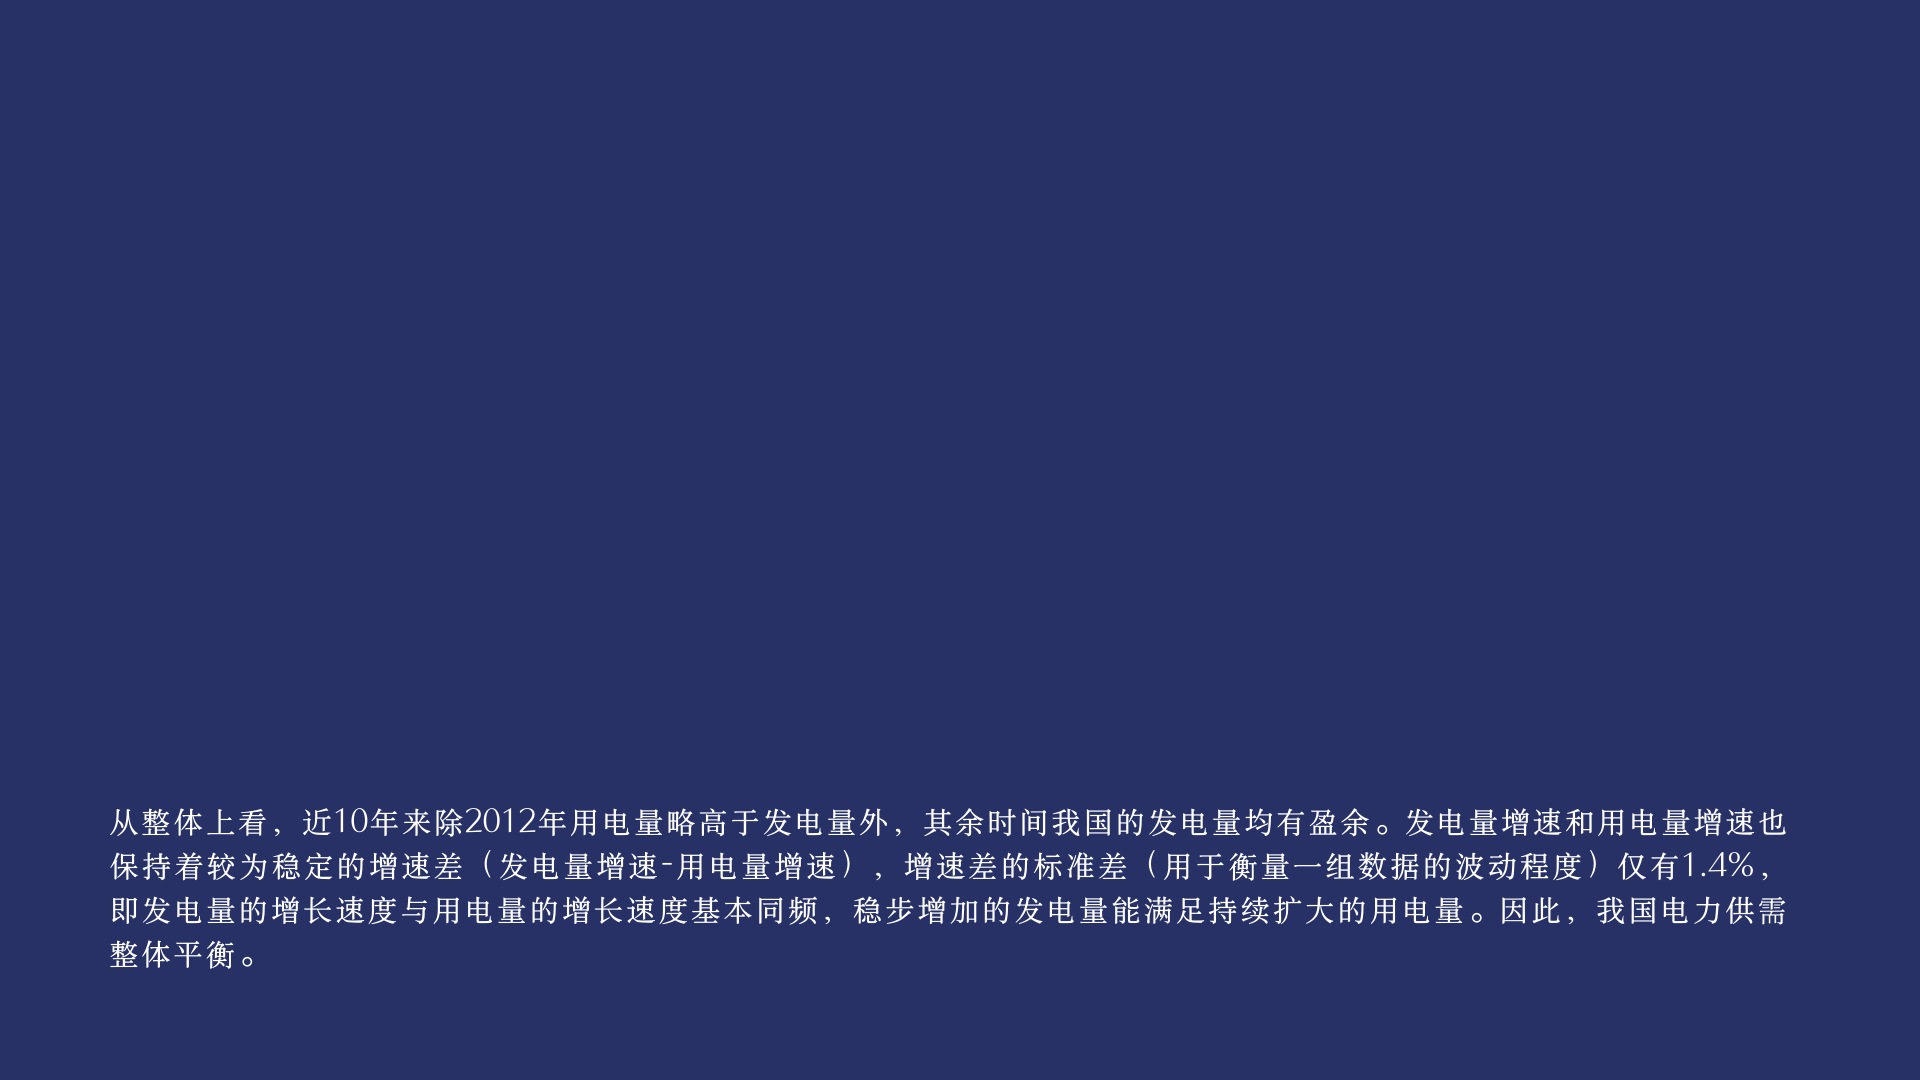 从整体上看，近10年来除2012年用电量略高于发电量外，其余时间我国的发电量均有盈余。发电量增速和用电量增速也
保持着较为稳定的增速差（发电量增速-用电量增速），增速差的标准差（用于衡量一组数据的波动程度）仅有1.4%，
即发电量的增长速度与用电量的增长速度基本同频，稳步增加的发电量能满足持续扩大的用电量。因此，我国电力供需
整体平衡。